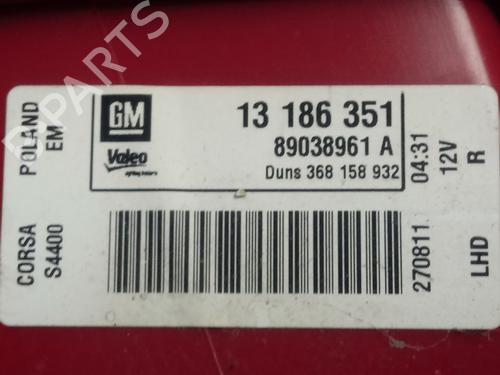 GM
Valeo
13 186 351
89038961 A
Duns 368 158 932
POLAND
EM
CORSA
S4400
04:31
12V
R
270811
LHD
B-PARTS